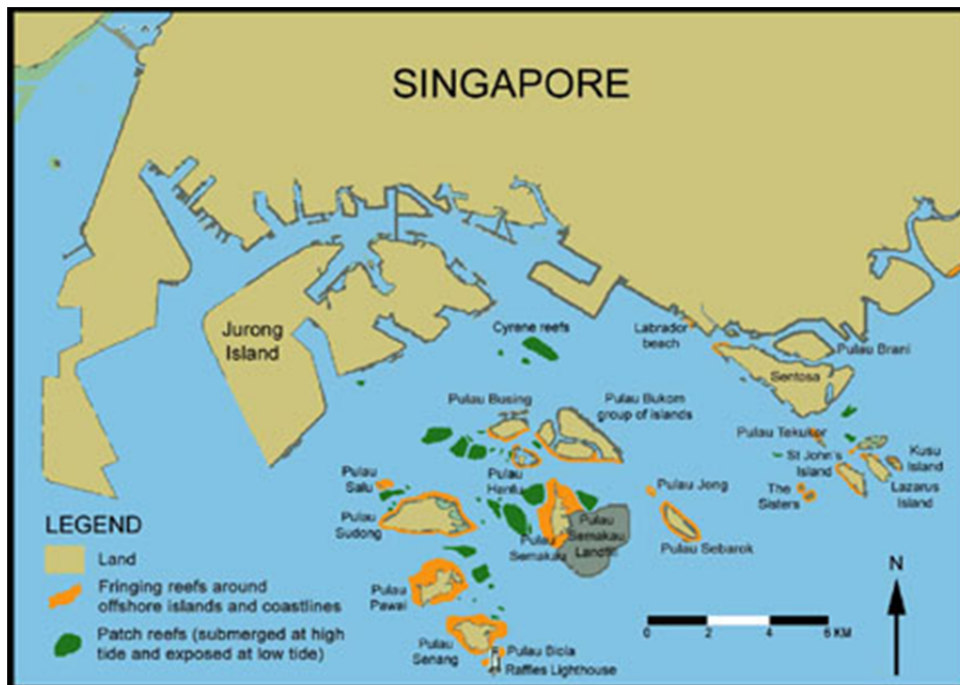 SINGAPORE
Jurong
Island
Cyrene reefs
Labrador
beach
Pulau Brani
Sentosa
Pulau Busing
Pulau Bukom
group of islands
Pulau Tekukor
St John's
Island
Kusu
Island
Lazarus
Island
The
Sisters
Pulau
Salu
Pulau
Hantu
Pulau Jong
Pulau
Sudong
Pulau
Semakau
Pulau
Semakau
Landfill
Pulau Sebarok
Pulau
Pawai
Pulau
Senang
Pulau Biola
Raffles Lighthouse
LEGEND
Land
Fringing reefs around
offshore islands and coastlines
Patch reefs (submerged at high
tide and exposed at low tide)
N
0 2 4 6 KM